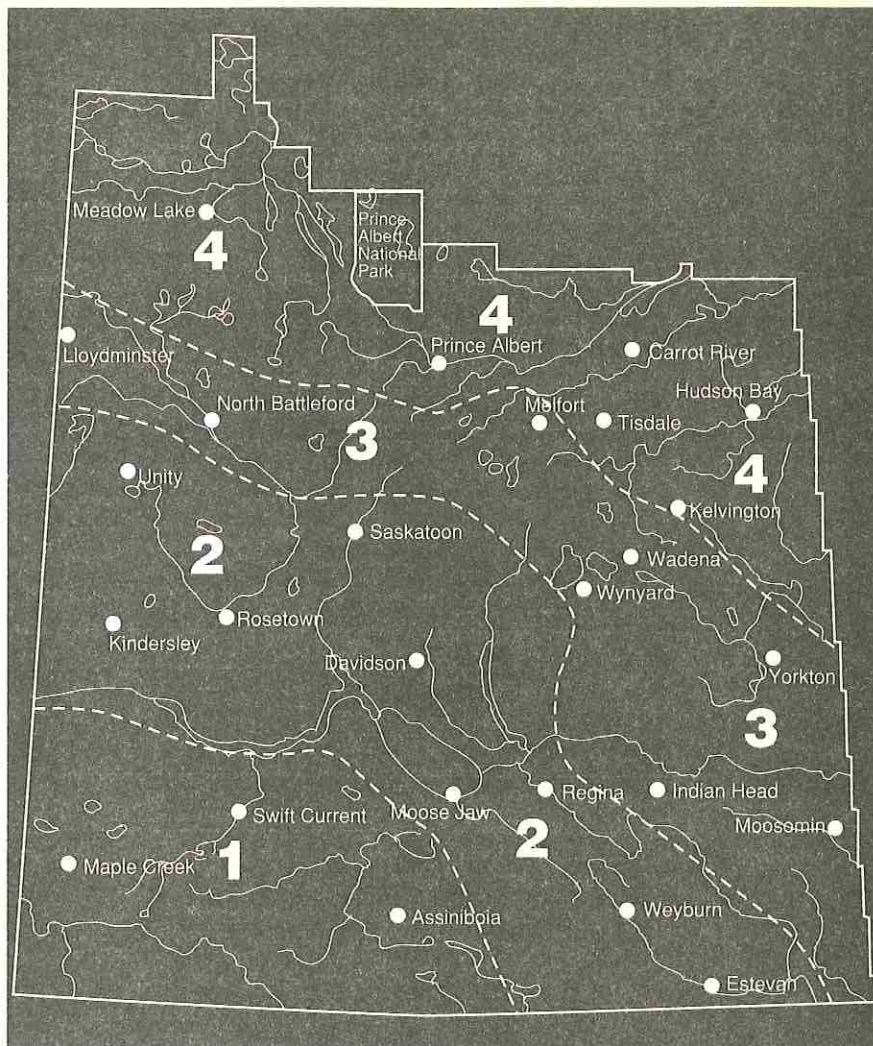 Meadow Lake
4
Prince
Albert
National
Park
4
Lloydminster
Prince Albert
Carrot River
North Battleford
Hudson Bay
Melfort
Tisdale
3
4
Unity
Kelvington
Saskatoon
2
Wadena
Wynyard
Rosetown
Kindersley
Davidson
Yorkton
3
Regina
Indian Head
Swift Current
Moose Jaw
Moosomin
1
2
Maple Creek
Assiniboia
Weyburn
Estevan